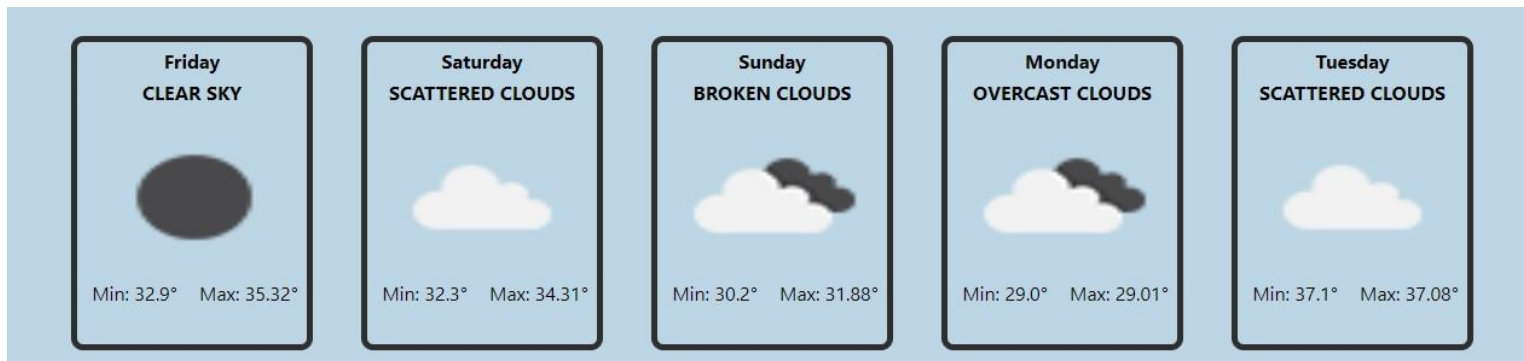 Friday
CLEAR SKY
Min: 32.9° Max: 35.32°
Saturday
SCATTERED CLOUDS
Min: 32.3° Max: 34.31°
Sunday
BROKEN CLOUDS
Min: 30.2° Max: 31.88°
Monday
OVERCAST CLOUDS
Min: 29.0° Max: 29.01°
Tuesday
SCATTERED CLOUDS
Min: 37.1° Max: 37.08°